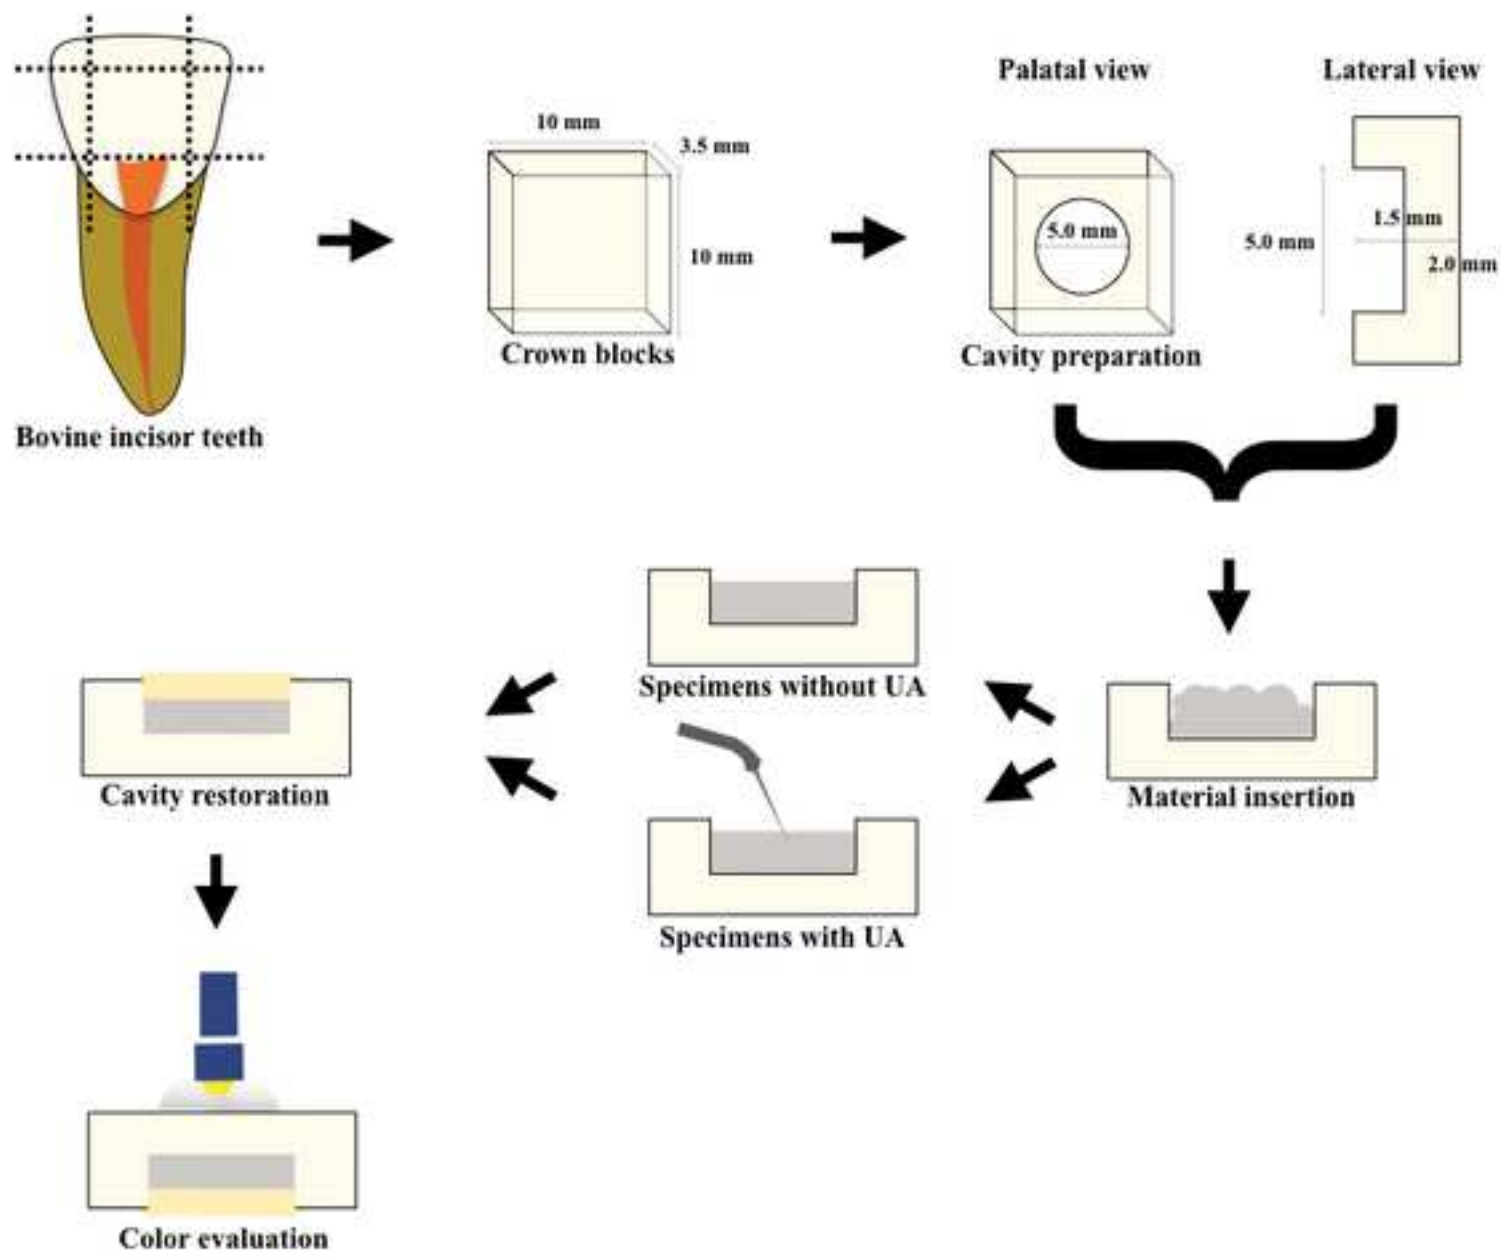 Palatal view
Lateral view
10 mm
3.5 mm
10 mm
5.0 mm
5.0 mm
1.5 mm
2.0 mm
Crown blocks
Cavity preparation
Bovine incisor teeth
Specimens without UA
Cavity restoration
Material insertion
Specimens with UA
Color evaluation